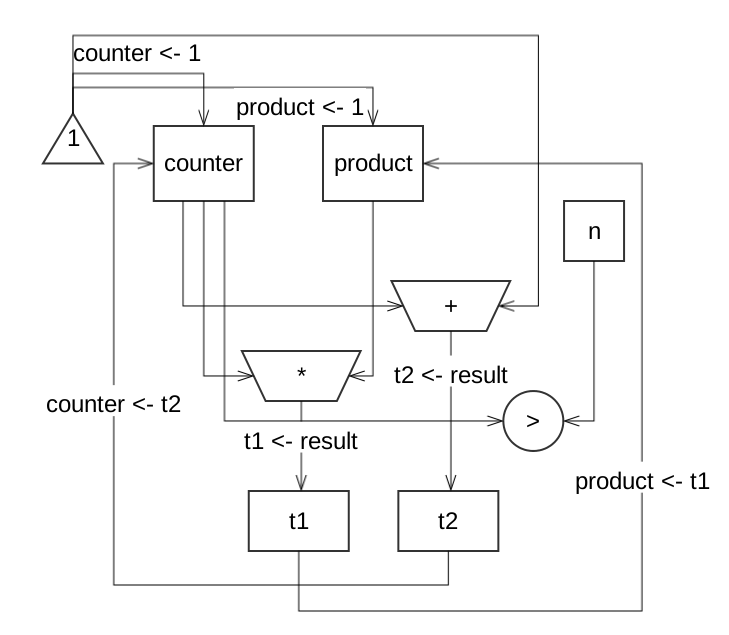 counter <- 1
product <- 1
1
counter
product
n
+
*
t2 <- result
counter <- t2
>
t1 <- result
product <- t1
t1
t2